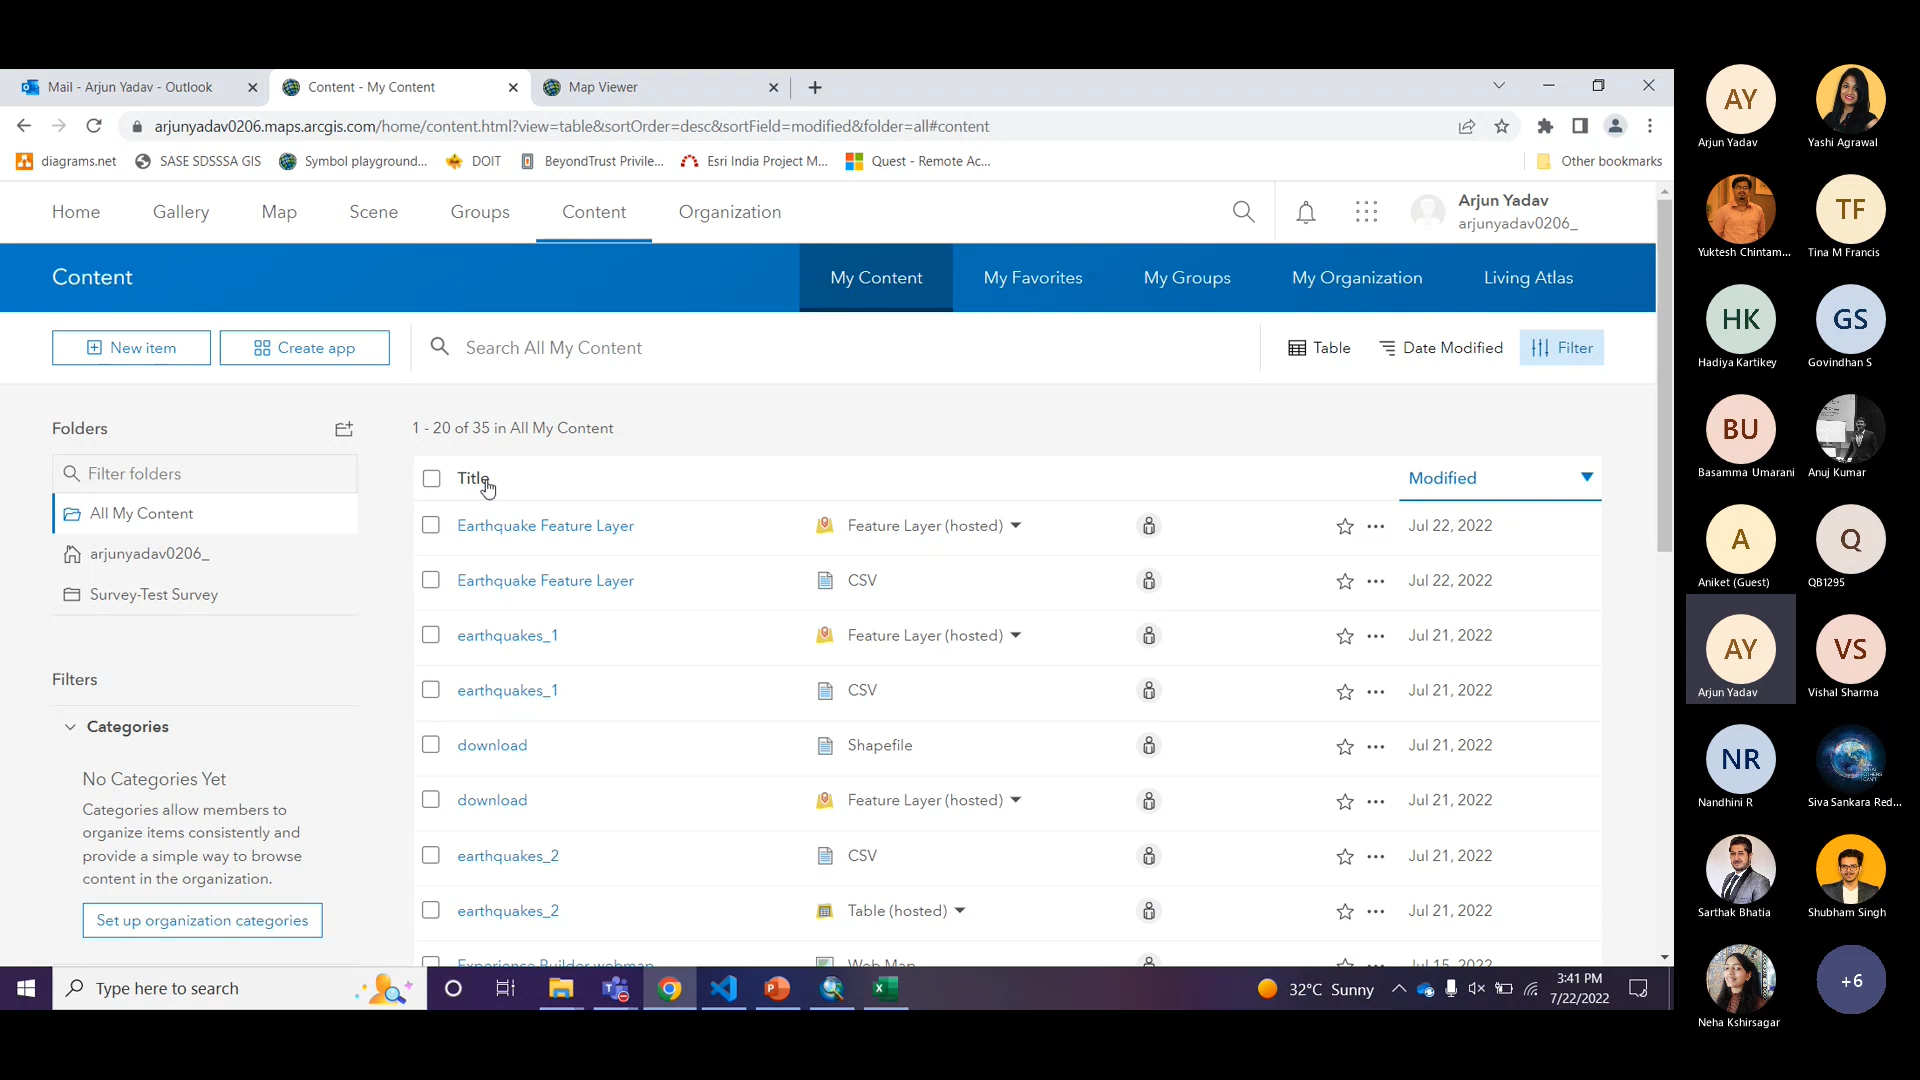 Mail - Arjun Yadav - Outlook
Content - My Content
Map Viewer
arjunyadav0206.maps.arcgis.com/home/content.html?view=table&sortOrder=desc&sortField=modified&folder=all#content
diagrams.net
SASE SDSSSA GIS
Symbol playground...
DOIT
BeyondTrust Privile...
Esri India Project M...
Quest - Remote Ac...
Other bookmarks
Home
Gallery
Map
Scene
Groups
Content
Organization
Arjun Yadav
arjunyadav0206_
Content
My Content
My Favorites
My Groups
My Organization
Living Atlas
New item
Create app
Search All My Content
Table
Date Modified
Filter
Folders
Filter folders
All My Content
arjunyadav0206_
Survey-Test Survey
Filters
Categories
No Categories Yet
Categories allow members to
organize items consistently and
provide a simple way to browse
content in the organization.
Set up organization categories
1 - 20 of 35 in All My Content
Title
Modified
Earthquake Feature Layer
Feature Layer (hosted)
Jul 22, 2022
Earthquake Feature Layer
CSV
Jul 22, 2022
earthquakes_1
Feature Layer (hosted)
Jul 21, 2022
earthquakes_1
CSV
Jul 21, 2022
download
Shapefile
Jul 21, 2022
download
Feature Layer (hosted)
Jul 21, 2022
earthquakes_2
CSV
Jul 21, 2022
earthquakes_2
Table (hosted)
Jul 21, 2022
Experience Builder webmap
Web Map
Jul 15, 2022
Type here to search
32°C Sunny
3:41 PM
7/22/2022
AY
Arjun Yadav
Yashi Agrawal
Yuktesh Chintam...
TF
Tina M Francis
HK
Hadiya Kartikey
GS
Govindhan S
BU
Basamma Umarani
Anuj Kumar
A
Aniket (Guest)
Q
QB1295
AY
Arjun Yadav
VS
Vishal Sharma
NR
Nandhini R
Siva Sankara Red...
Sarthak Bhatia
Shubham Singh
Neha Kshirsagar
+6